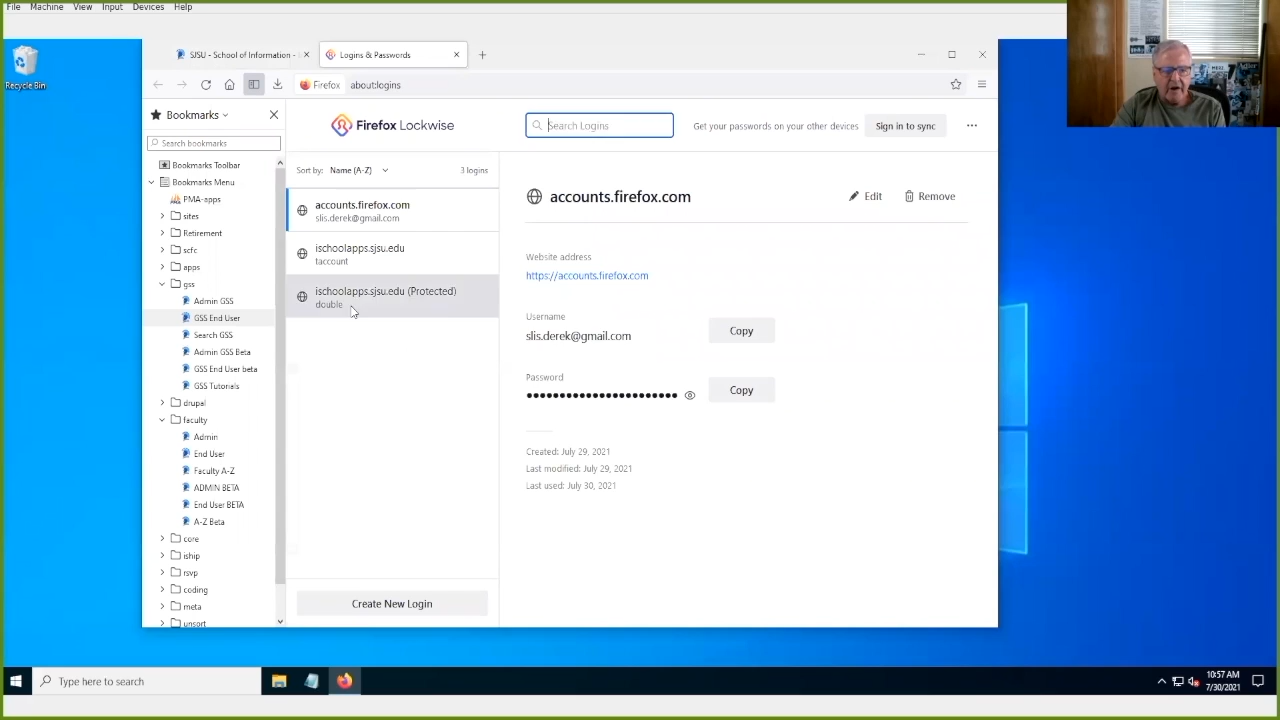 File Machine View Input Devices Help
Recycle Bin
SJSU - School of Information -
Logins & Passwords
Firefox about:logins
Bookmarks
Search bookmarks
Bookmarks Toolbar
Bookmarks Menu
PMA-apps
sites
Retirement
scfc
apps
gss
Admin GSS
GSS End User
Search GSS
Admin GSS Beta
GSS End User beta
GSS Tutorials
drupal
faculty
Admin
End User
Faculty A-Z
ADMIN BETA
End User BETA
A-Z Beta
core
iship
rsvp
coding
meta
unsort
Firefox Lockwise
Search Logins
Get your passwords on your other devices
Sign in to sync
Sort by: Name (A-Z)
3 logins
accounts.firefox.com
slis.derek@gmail.com
ischoolapps.sjsu.edu
taccount
ischoolapps.sjsu.edu (Protected)
double
Create New Login
accounts.firefox.com
Edit
Remove
Website address
https://accounts.firefox.com
Username
slis.derek@gmail.com
Copy
Password
•••••••••••••••••••••••
Copy
Created: July 29, 2021
Last modified: July 29, 2021
Last used: July 30, 2021
Type here to search
10:57 AM
7/30/2021